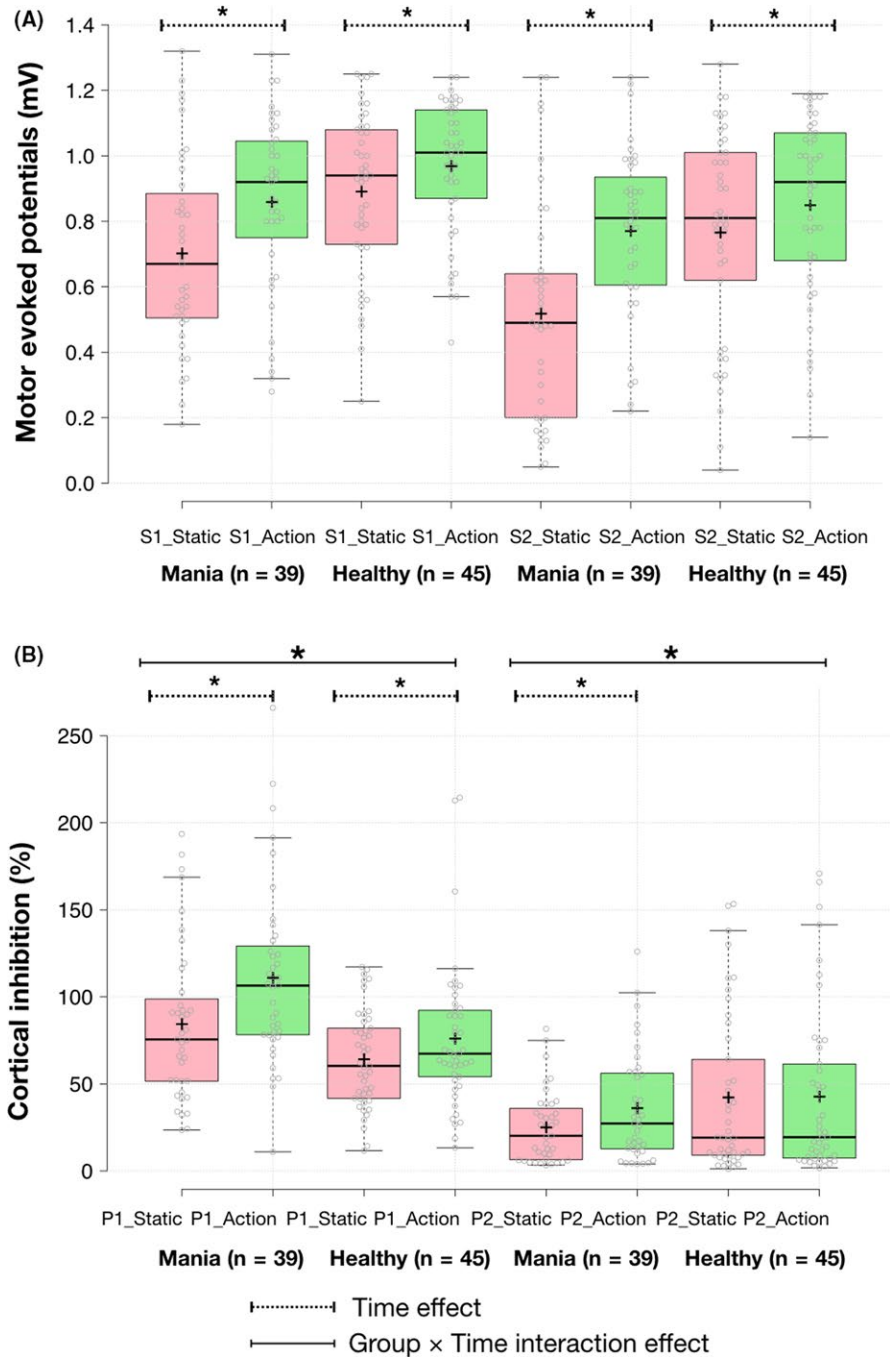 (A)
* * * *
Motor evoked potentials (mV)
1.4
1.2
1.0
0.8
0.6
0.4
0.2
0.0
S1_Static S1_Action S1_Static S1_Action S2_Static S2_Action S2_Static S2_Action
Mania (n = 39) Healthy (n = 45) Mania (n = 39) Healthy (n = 45)
(B)
* *
* * *
Cortical inhibition (%)
250
200
150
100
50
0
P1_Static P1_Action P1_Static P1_Action P2_Static P2_Action P2_Static P2_Action
Mania (n = 39) Healthy (n = 45) Mania (n = 39) Healthy (n = 45)
Time effect
Group × Time interaction effect